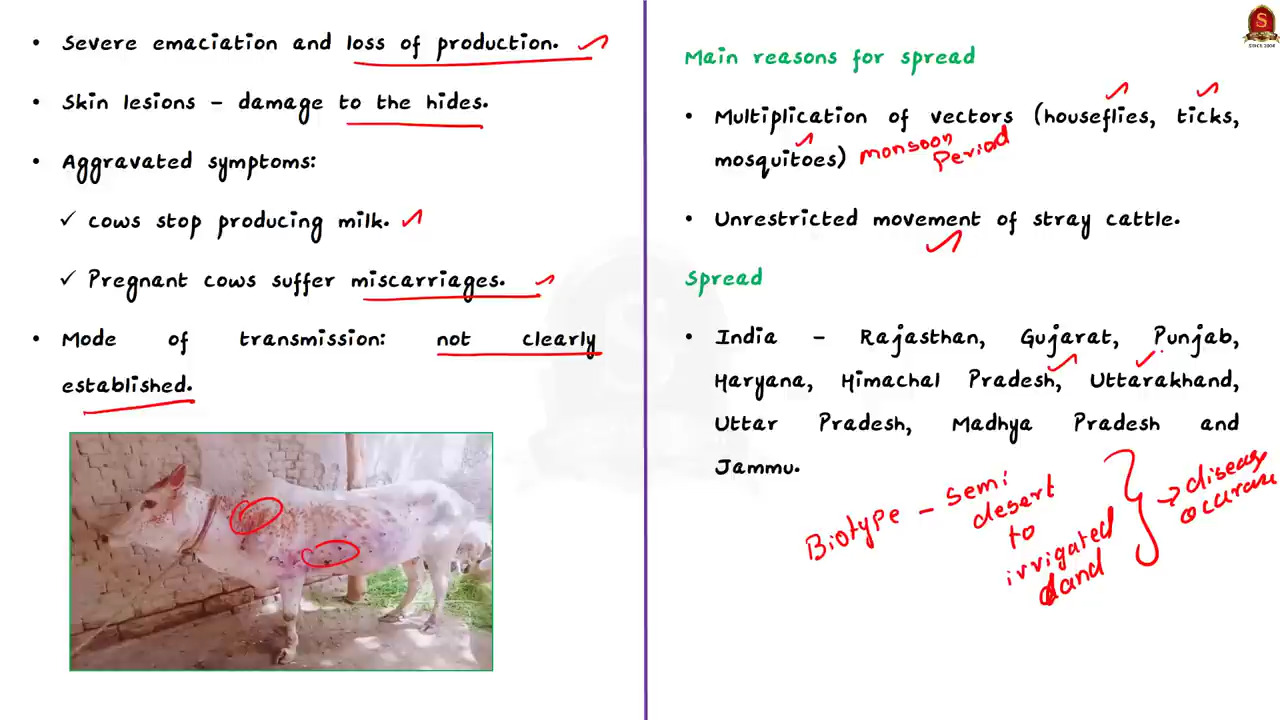 • Severe emaciation and loss of production.
• Skin lesions – damage to the hides.
• Aggravated symptoms:
✓ cows stop producing milk.
✓ Pregnant cows suffer miscarriages.
• Mode of transmission: not clearly
established.
S
SINCE 2004
Main reasons for spread
• Multiplication of vectors (houseflies, ticks,
mosquitoes) monsoon
Period
• Unrestricted movement of stray cattle.
Spread
• India – Rajasthan, Gujarat, Punjab,
Haryana, Himachal Pradesh, Uttarakhand,
Uttar Pradesh, Madhya Pradesh and
Jammu.
Biotype – semi
desert
to
irrigated
land
→ disease